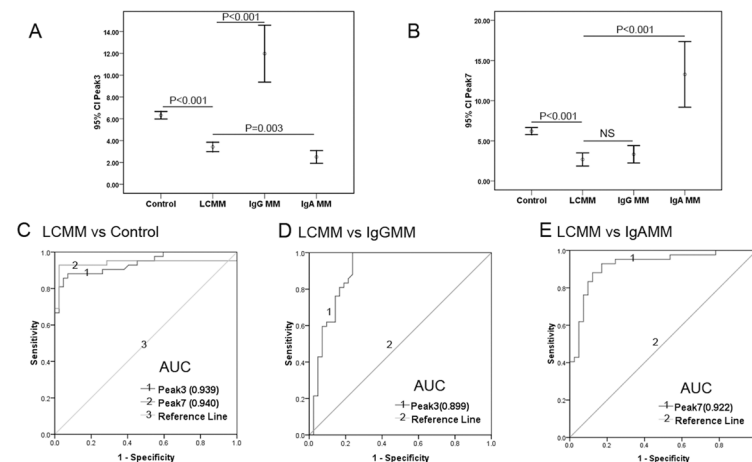 A
P<0.001
14.00
12.00
10.00
8.00
6.00
4.00
2.00
0.00
95% CI Peak3
P<0.001
P=0.003
Control LCMM IgG MM IgA MM
B
P<0.001
20.00
15.00
10.00
5.00
0.00
95% CI Peak7
P<0.001
NS
Control LCMM IgG MM IgA MM
C LCMM vs Control
1.0
0.8
0.6
0.4
0.2
0.0
Sensitivity
2
1
3
AUC
1 Peak3 (0.939)
2 Peak7 (0.940)
3 Reference Line
0.0 0.2 0.4 0.6 0.8 1.0
1 - Specificity
D LCMM vs IgGMM
1.0
0.8
0.6
0.4
0.2
0.0
Sensitivity
1
2
AUC
1 Peak3(0.899)
2 Reference Line
0.0 0.2 0.4 0.6 0.8 1.0
1 - Specificity
E LCMM vs IgAMM
1.0
0.8
0.6
0.4
0.2
0.0
Sensitivity
1
2
AUC
1 Peak7(0.922)
2 Reference Line
0.0 0.2 0.4 0.6 0.8
1 - Specificity